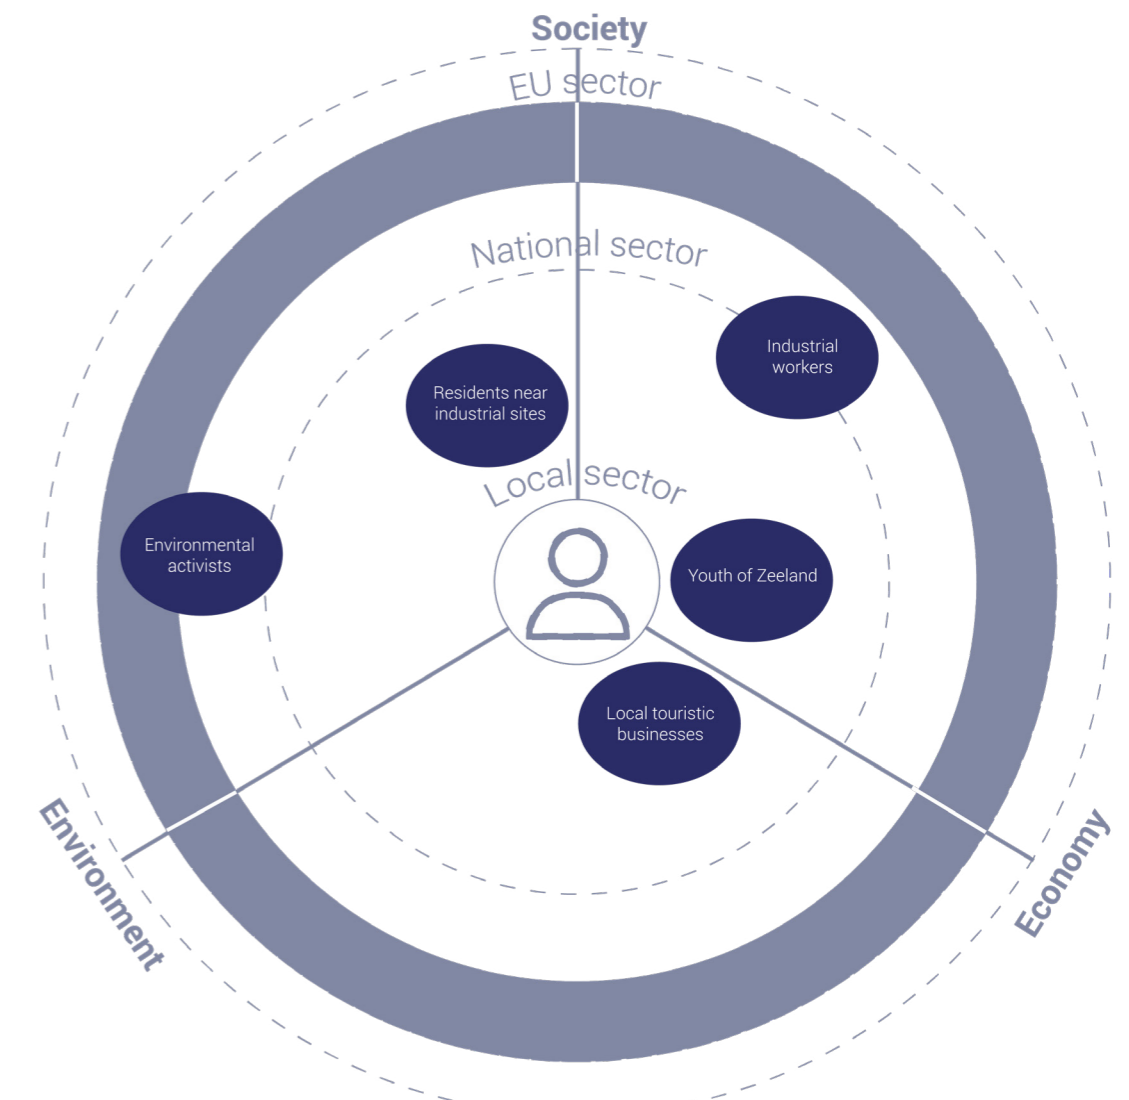 Society
EU sector
National sector
Industrial
workers
Residents near
industrial sites
Local sector
Environmental
activists
Youth of Zeeland
Local touristic
businesses
Environment
Economy